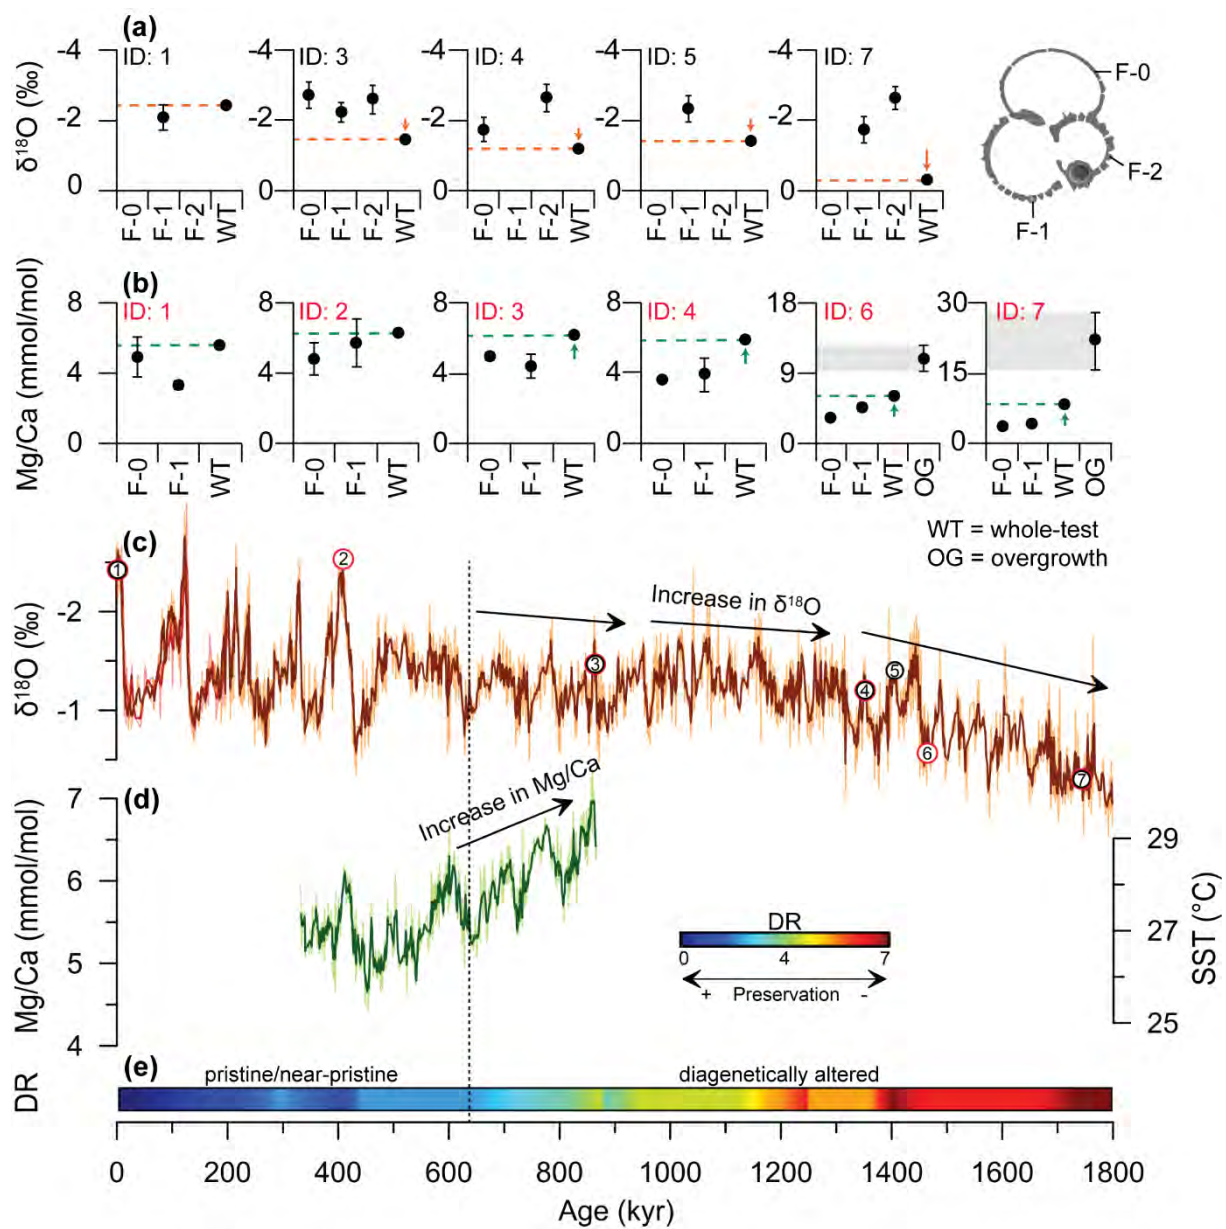 (a)
δ¹⁸O (‰)
-4
-2
0
ID: 1
F-0
F-1
F-2
WT
-4
-2
0
ID: 3
F-0
F-1
F-2
WT
-4
-2
0
ID: 4
F-0
F-1
F-2
WT
-4
-2
0
ID: 5
F-0
F-1
F-2
WT
-4
-2
0
ID: 7
F-0
F-1
F-2
WT
F-0
F-2
F-1
(b)
Mg/Ca (mmol/mol)
8
4
0
ID: 1
F-0
F-1
WT
8
4
0
ID: 2
F-0
F-1
WT
8
4
0
ID: 3
F-0
F-1
WT
8
4
0
ID: 4
F-0
F-1
WT
18
9
0
ID: 6
F-0
F-1
WT
OG
30
15
0
ID: 7
F-0
F-1
WT
OG
WT = whole-test
OG = overgrowth
(c)
δ¹⁸O (‰)
-2
-1
1
2
3
4
5
6
7
Increase in δ¹⁸O
(d)
Mg/Ca (mmol/mol)
7
6
5
4
Increase in Mg/Ca
DR
0
4
7
+ Preservation -
29
27
25
SST (°C)
(e)
DR
pristine/near-pristine
diagenetically altered
0 200 400 600 800 1000 1200 1400 1600 1800
Age (kyr)